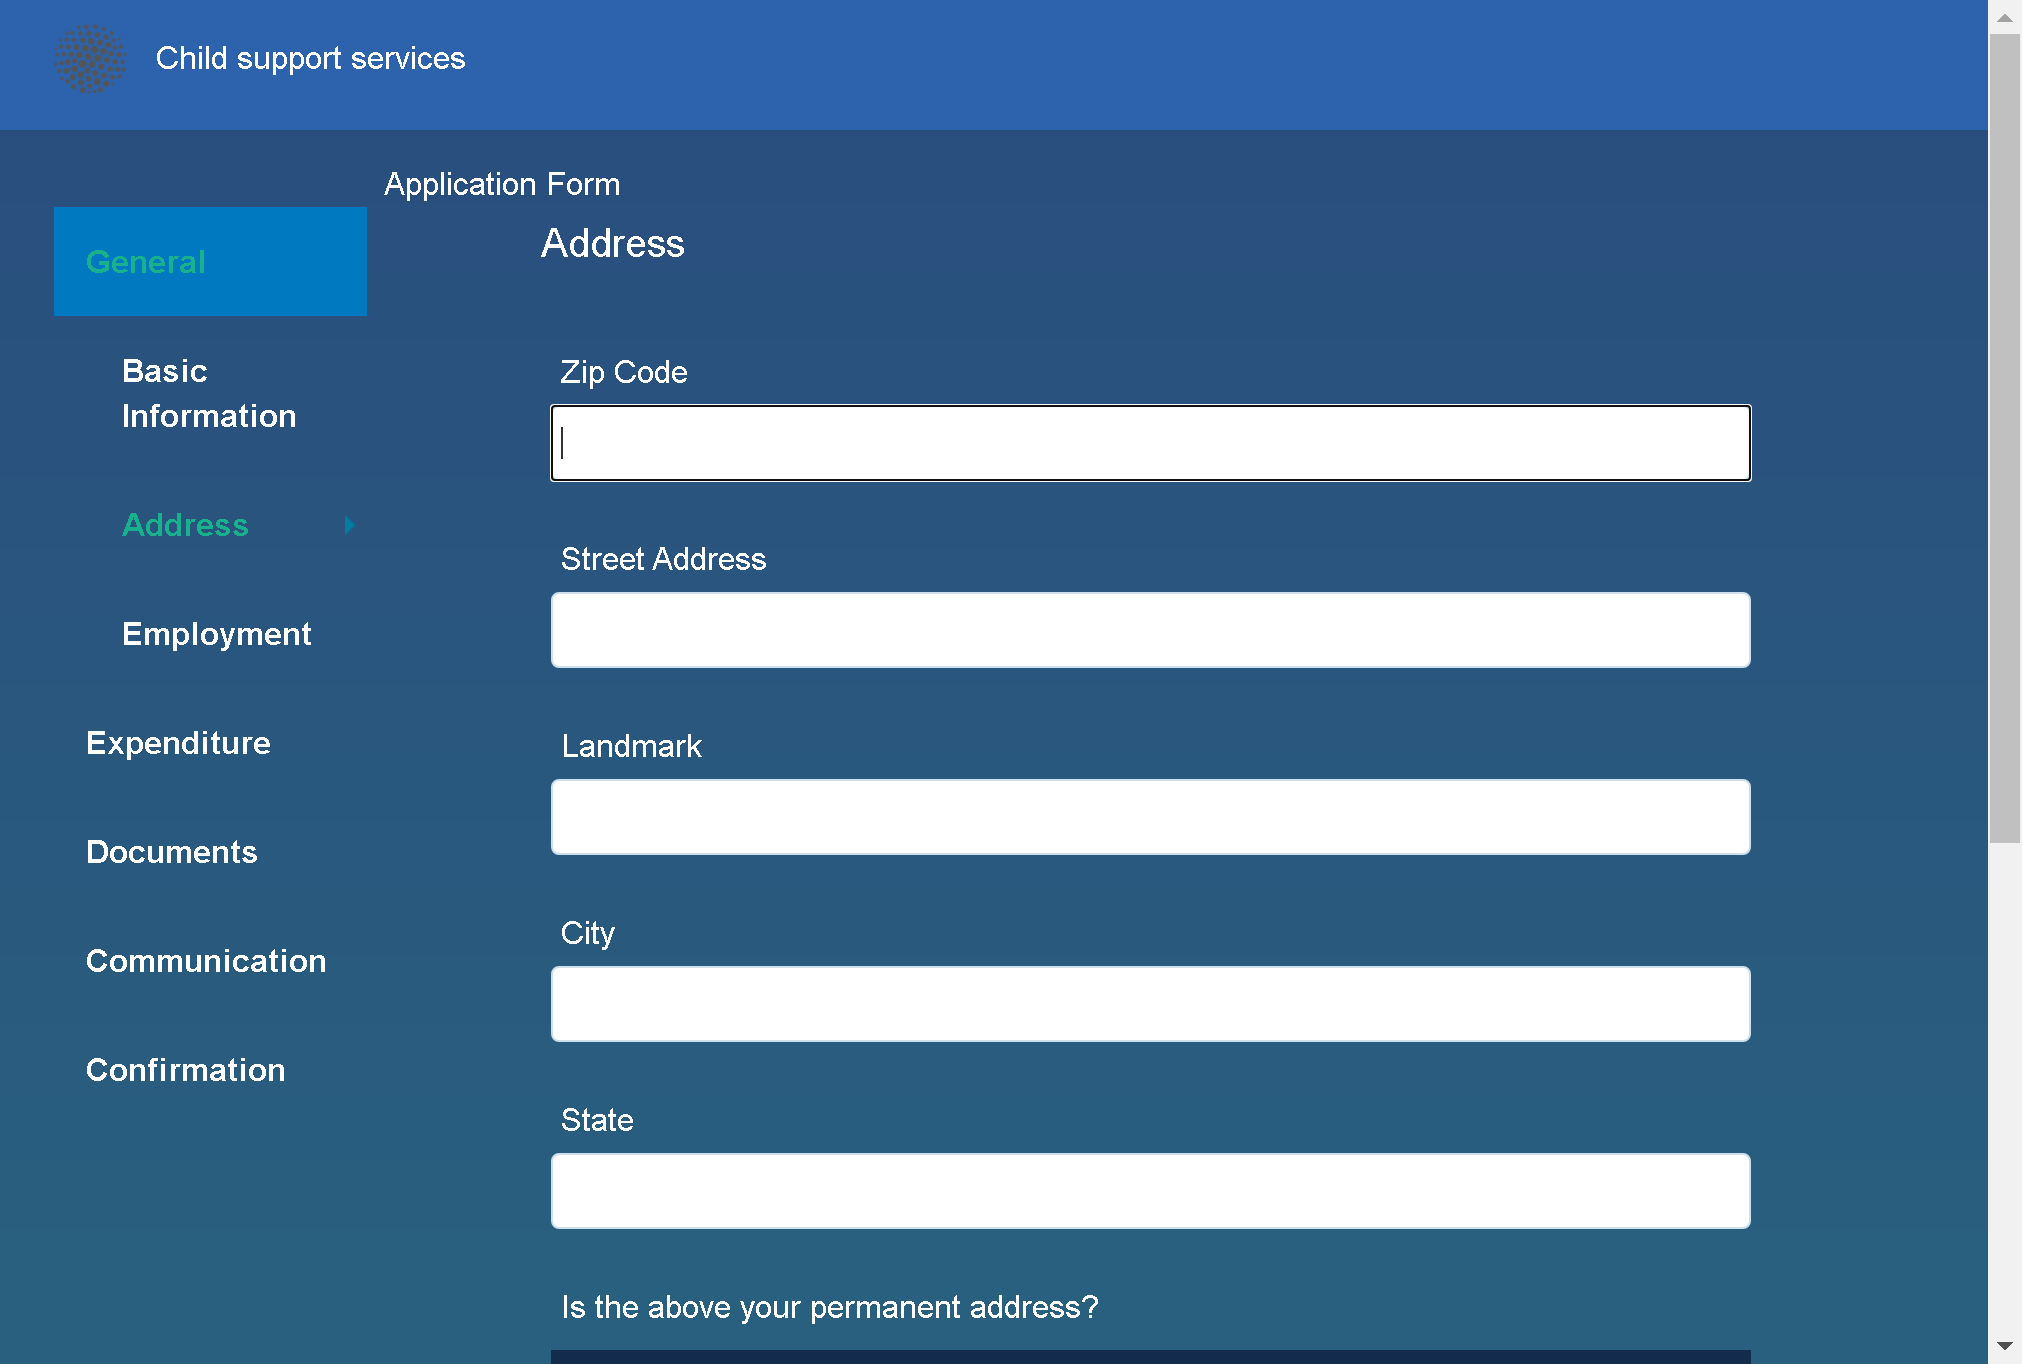 Child support services
Application Form
General
Basic
Information
Address
Employment
Expenditure
Documents
Communication
Confirmation
Address
Zip Code
Street Address
Landmark
City
State
Is the above your permanent address?